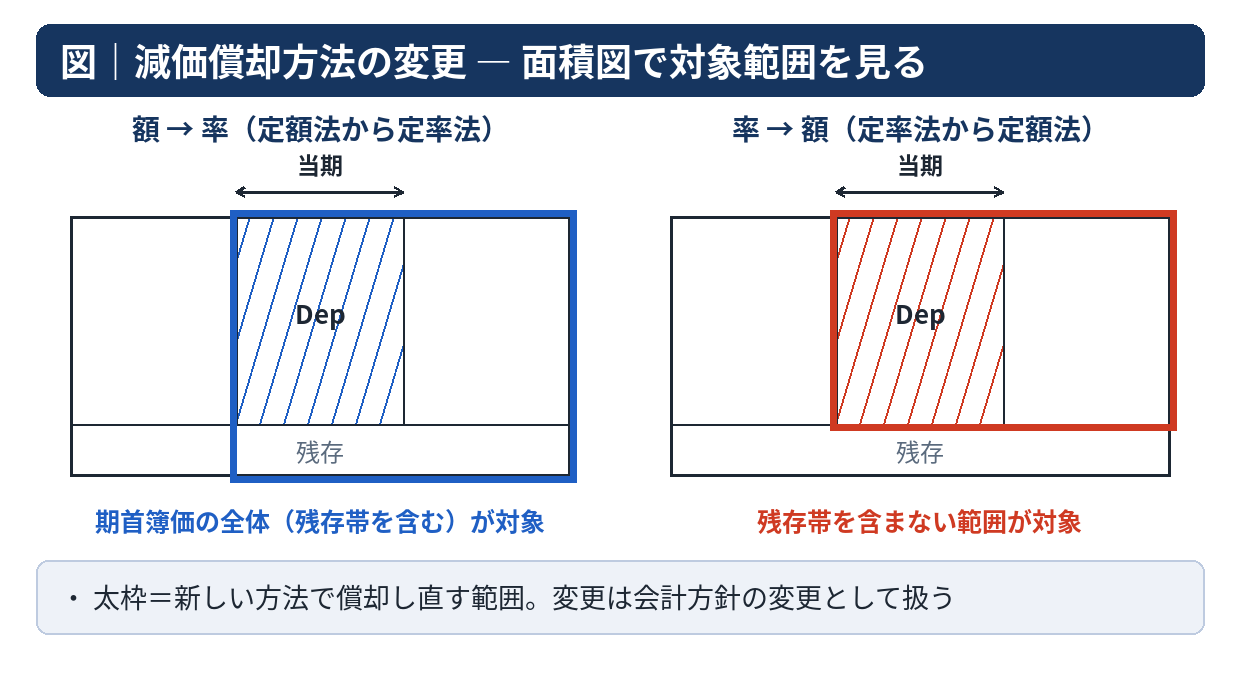 図｜減価償却方法の変更 ― 面積図で対象範囲を見る
額 → 率（定額法から定率法）
当期
Dep
残存
期首簿価の全体（残存帯を含む）が対象
率 → 額（定率法から定額法）
当期
Dep
残存
残存帯を含まない範囲が対象
・ 太枠＝新しい方法で償却し直す範囲。変更は会計方針の変更として扱う